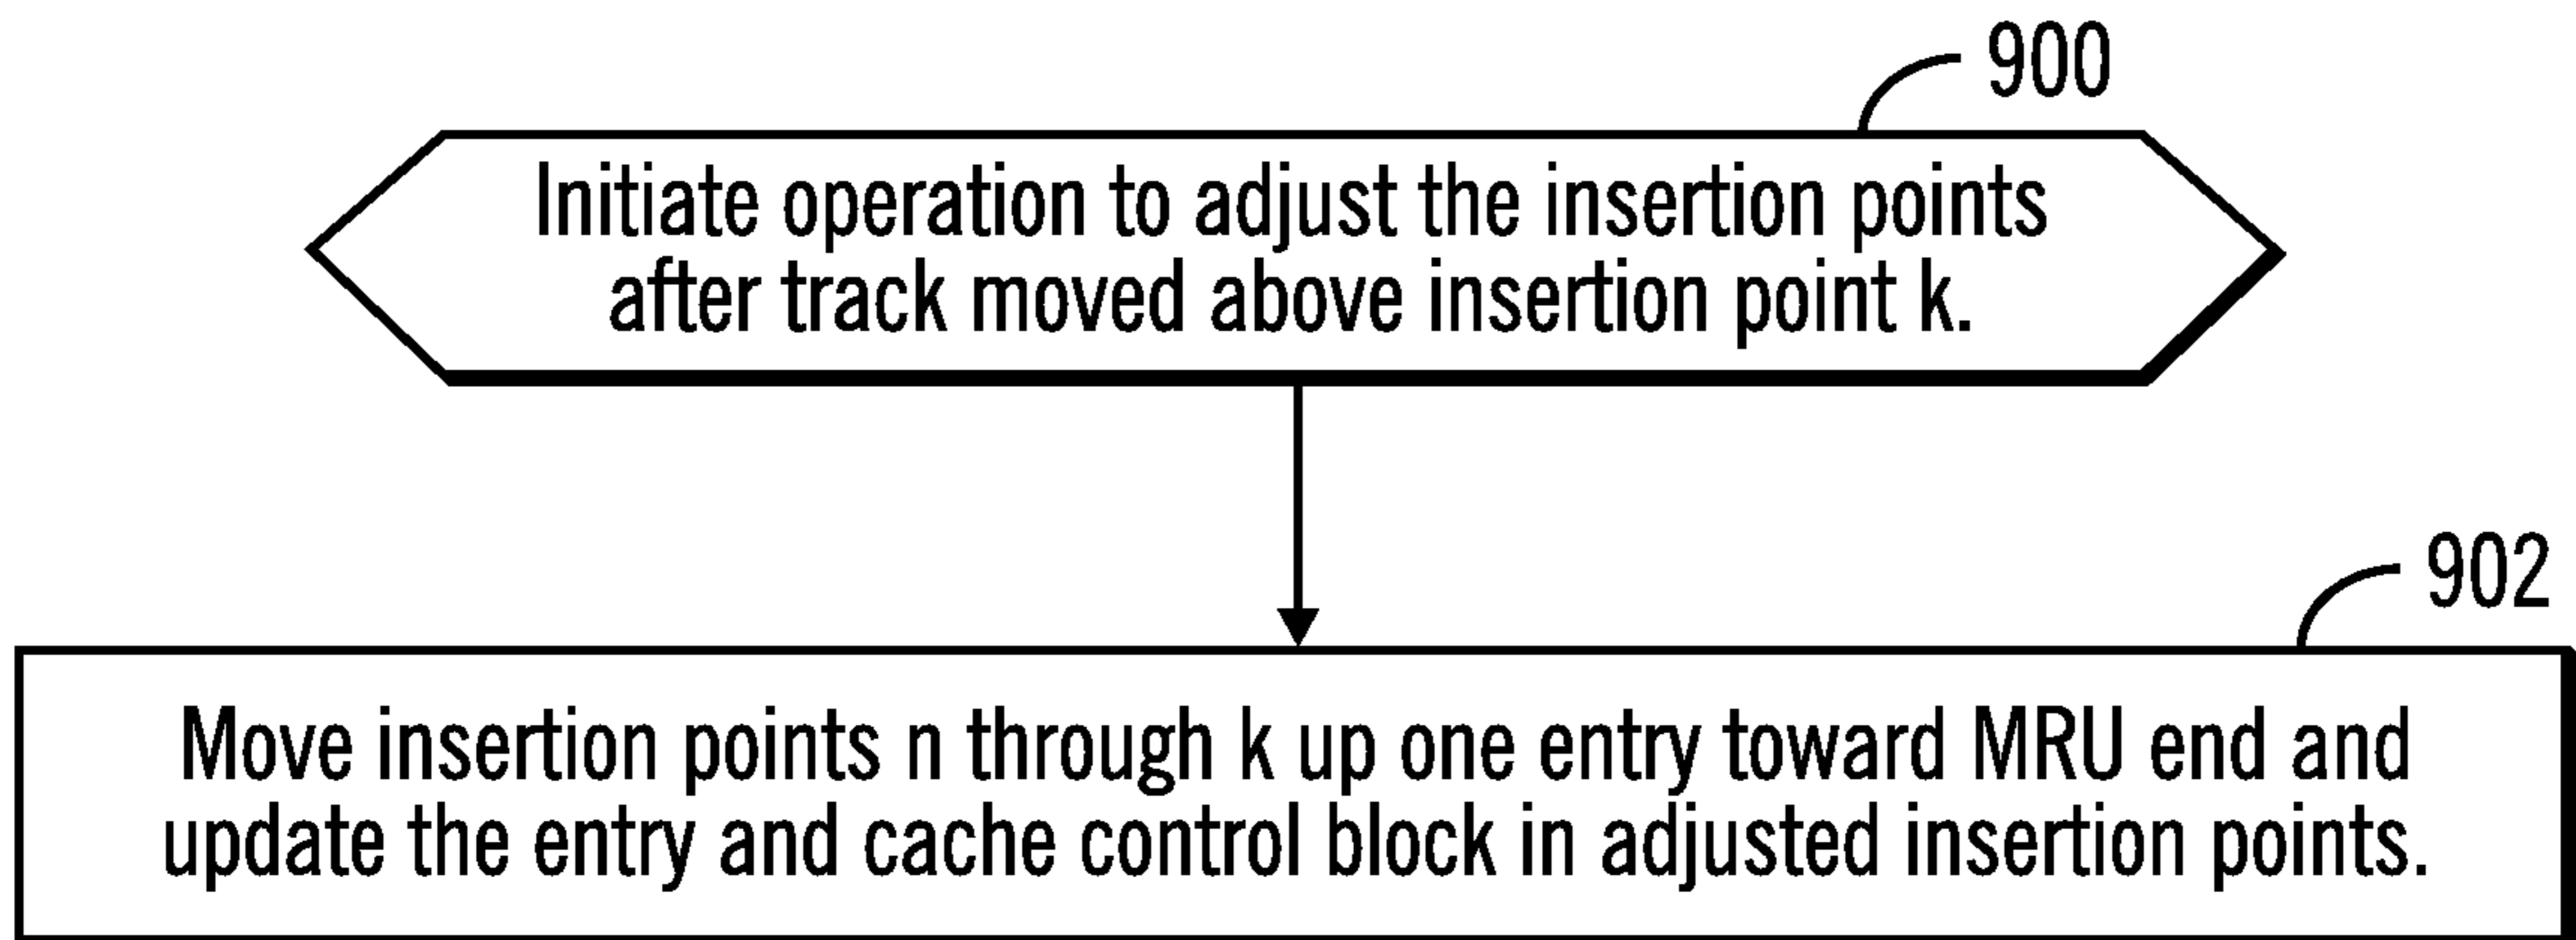 900
Initiate operation to adjust the insertion points
after track moved above insertion point k.
902
Move insertion points n through k up one entry toward MRU end and
update the entry and cache control block in adjusted insertion points.